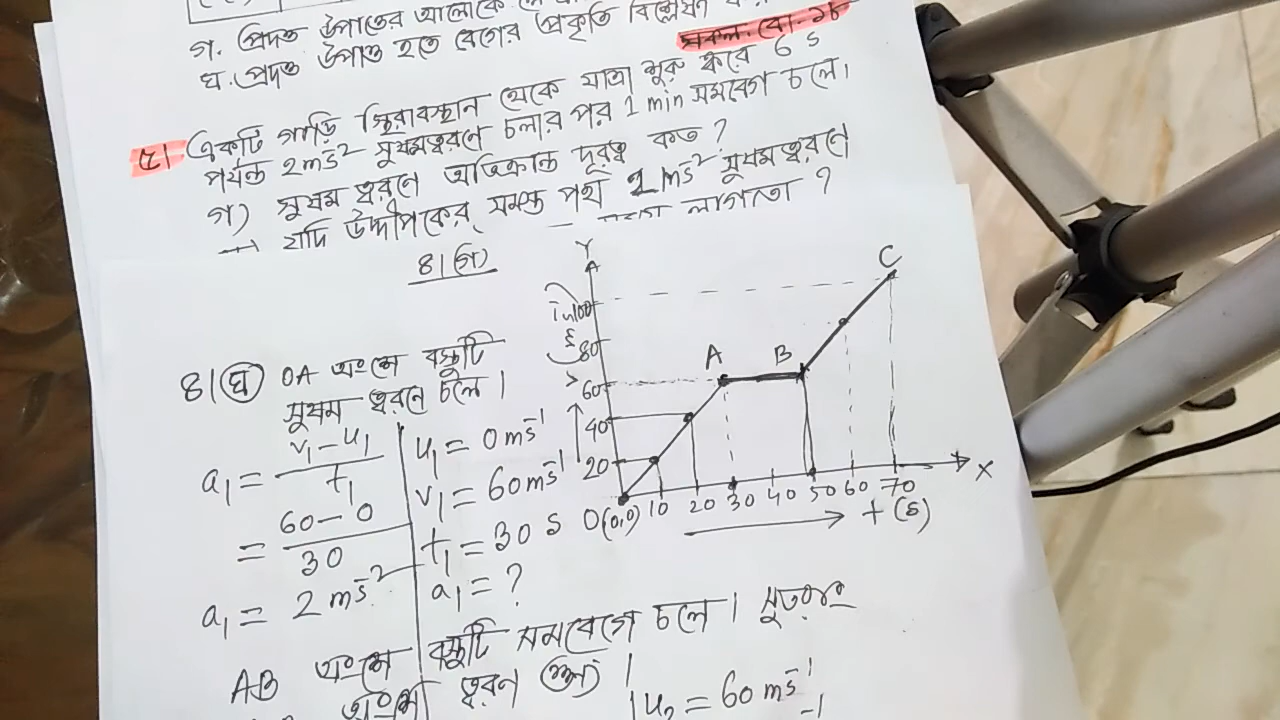 গ. প্রদত্ত উপাত্তের আলোকে
ঘ. প্রদত্ত উপাত্ত হতে বেগের প্রকৃতি বিশ্লেষণ
সকল. বো. ১৮
৫। একটি গাড়ি স্থিরাবস্থান থেকে যাত্রা শুরু করে 6 s
পর্যন্ত 2ms⁻² সুষমত্বরণে চলার পর 1 min সমবেগে চলে।
গ) সুষম ত্বরণে অতিক্রান্ত দূরত্ব কত ?
যদি উদ্দীপকের সমস্ত পথ 2ms⁻² সুষমত্বরণে
লাগতো ?
৪।(গ)
Y
C
100
80
60
40
20
A
B
O(0,0) 10 20 30 40 50 60 70
X
t (s)
৪।(ঘ) OA অংশে বস্তুটি
সুষম ত্বরণে চলে।
a₁ = (v₁ - u₁)/t₁
= (60 - 0)/30
a₁ = 2 ms⁻²
u₁ = 0 ms⁻¹
v₁ = 60 ms⁻¹
t₁ = 30 s
a₁ = ?
AB অংশে বস্তুটি সমবেগে চলে। সুতরাং
ত্বরণ শূন্য।
u₂ = 60 ms⁻¹